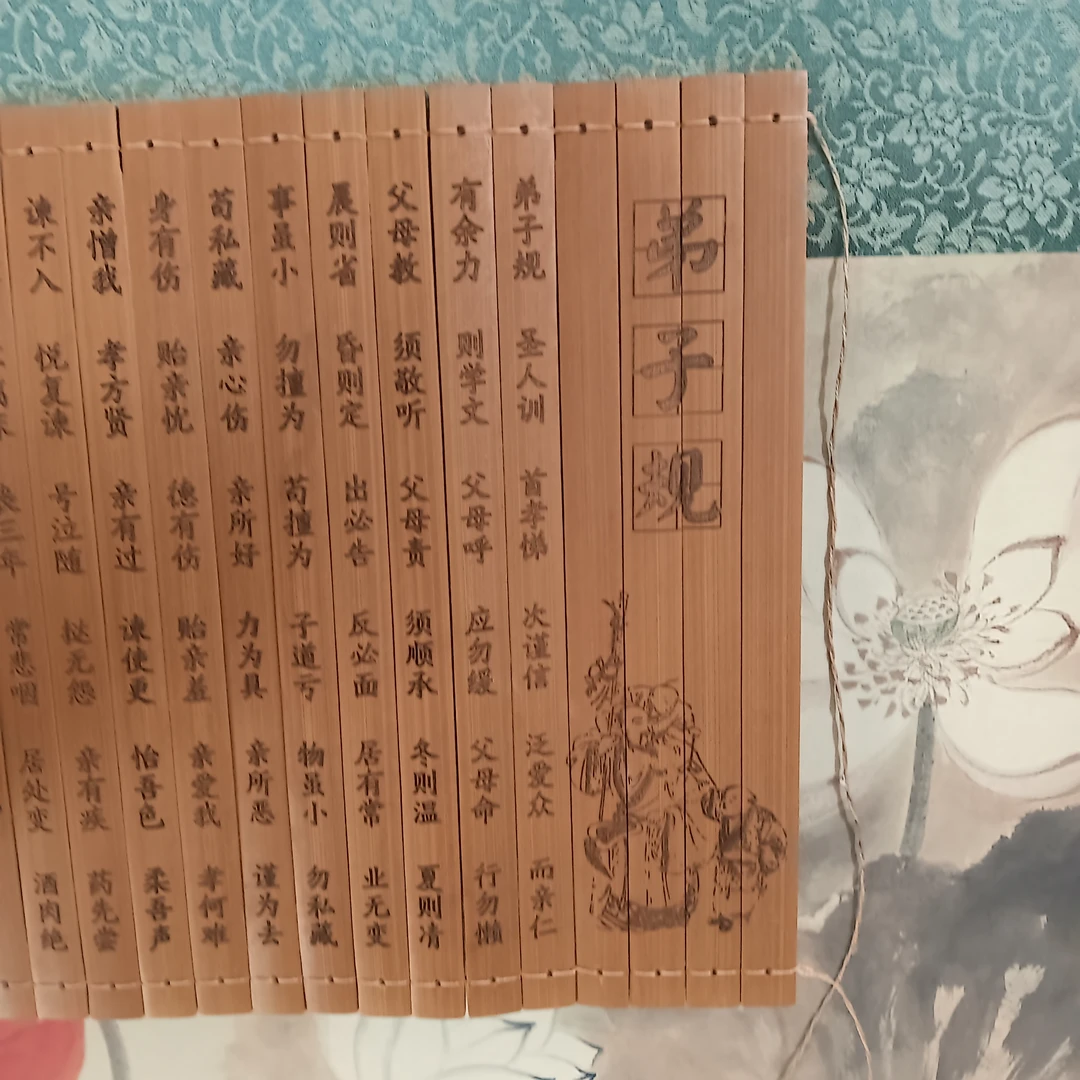 弟子规
弟子规 圣人训 首孝悌 次谨信 泛爱众 而亲仁
有余力 则学文 父母呼 应勿缓 父母命 行勿懒
父母教 须敬听 父母责 须顺承 冬则温 夏则凊
晨则省 昏则定 出必告 反必面 居有常 业无变
事虽小 勿擅为 苟擅为 子道亏 物虽小 勿私藏
苟私藏 亲心伤 亲所好 力为具 亲所恶 谨为去
身有伤 贻亲忧 德有伤 贻亲羞 亲爱我 孝何难
亲憎我 孝方贤 亲有过 谏使更 怡吾色 柔吾声
谏不入 悦复谏 号泣随 挞无怨 亲有疾 药先尝
三年 常悲咽 居处变 酒肉绝